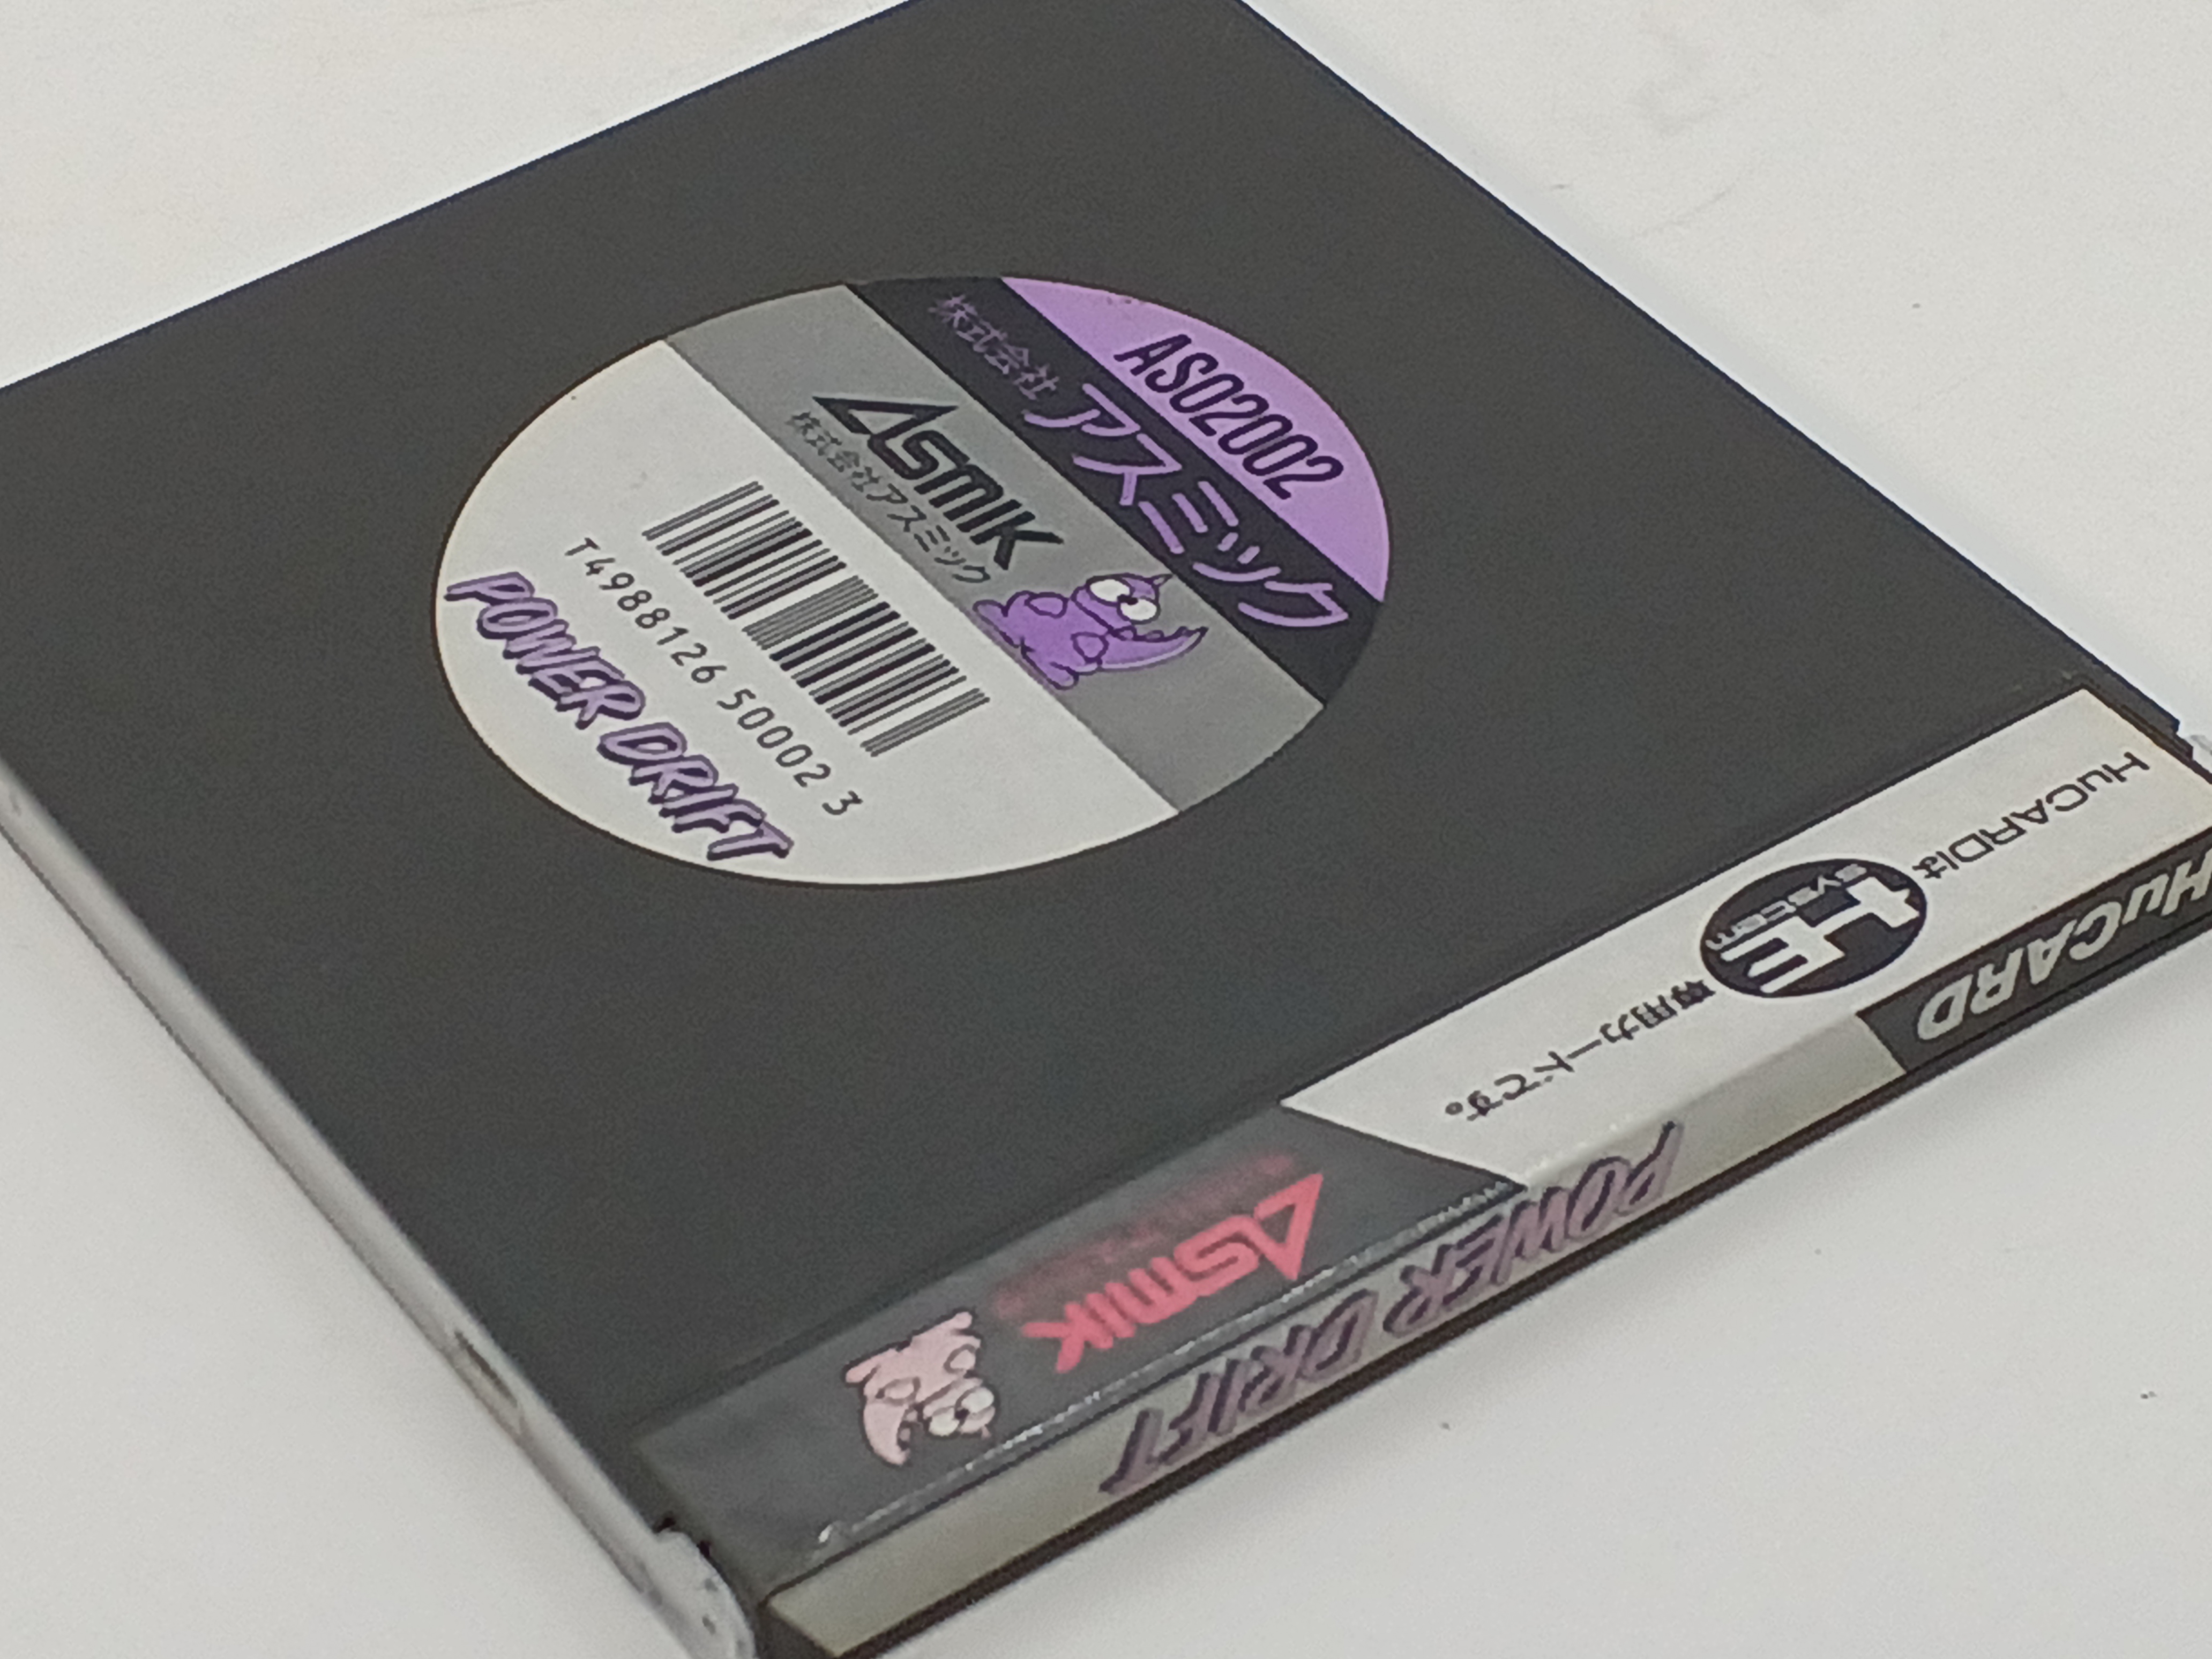 AS02002
株式会社 アスミック
Asmik
株式会社アスミック
T4988126 50002 3
POWER DRIFT
HuCARDは
HE
SYSTEM
専用カードです。
Asmik
HuCARD
POWER DRIFT